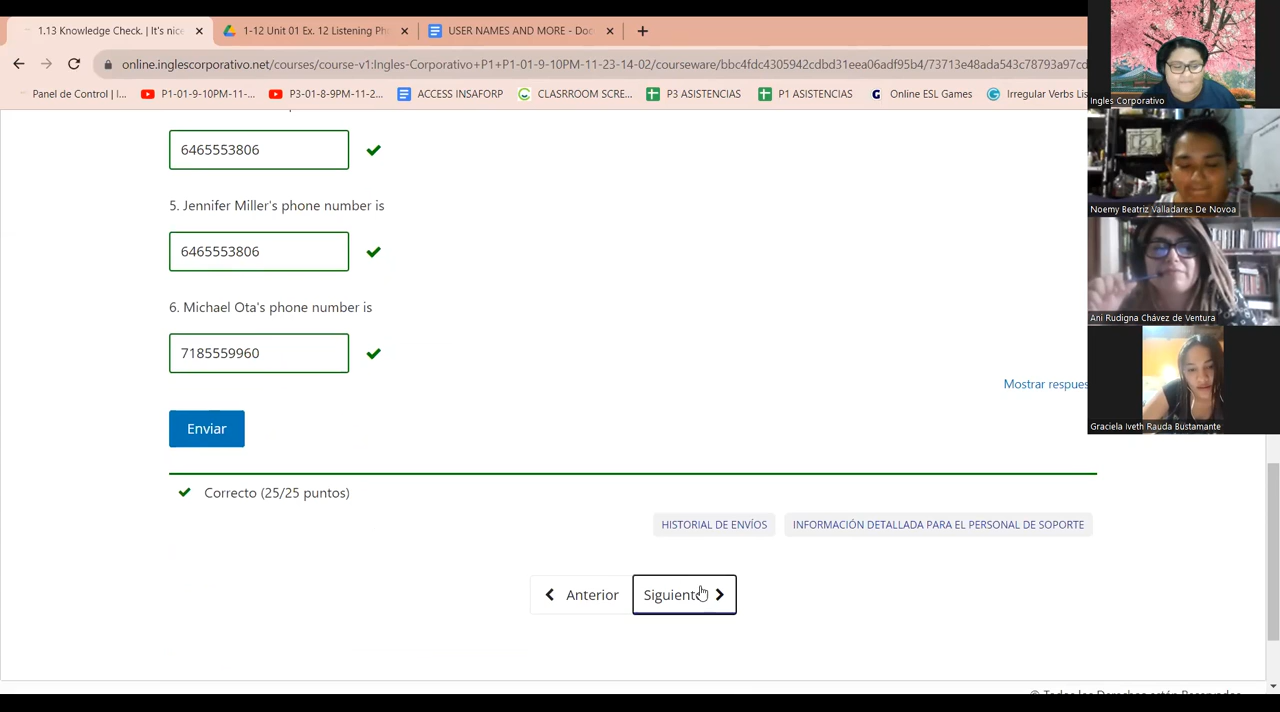 1.13 Knowledge Check. | It's nice
1-12 Unit 01 Ex. 12 Listening Ph
USER NAMES AND MORE - Doc
online.inglescorporativo.net/courses/course-v1:Ingles-Corporativo+P1+P1-01-9-10PM-11-23-14-02/courseware/bbc4fdc4305942cdbd31eea06adf95b4/73713e48ada543c78793a97cd
Panel de Control | I...
P1-01-9-10PM-11-...
P3-01-8-9PM-11-2...
ACCESS INSAFORP
CLASRROOM SCRE...
P3 ASISTENCIAS
P1 ASISTENCIAS
Online ESL Games
Irregular Verbs Lis
Ingles Corporativo
Noemy Beatriz Valladares De Novoa
Ani Rudigna Chávez de Ventura
Graciela Iveth Rauda Bustamante
6465553806
5. Jennifer Miller's phone number is
6465553806
6. Michael Ota's phone number is
7185559960
Mostrar respues
Enviar
Correcto (25/25 puntos)
HISTORIAL DE ENVÍOS
INFORMACIÓN DETALLADA PARA EL PERSONAL DE SOPORTE
Anterior
Siguiente